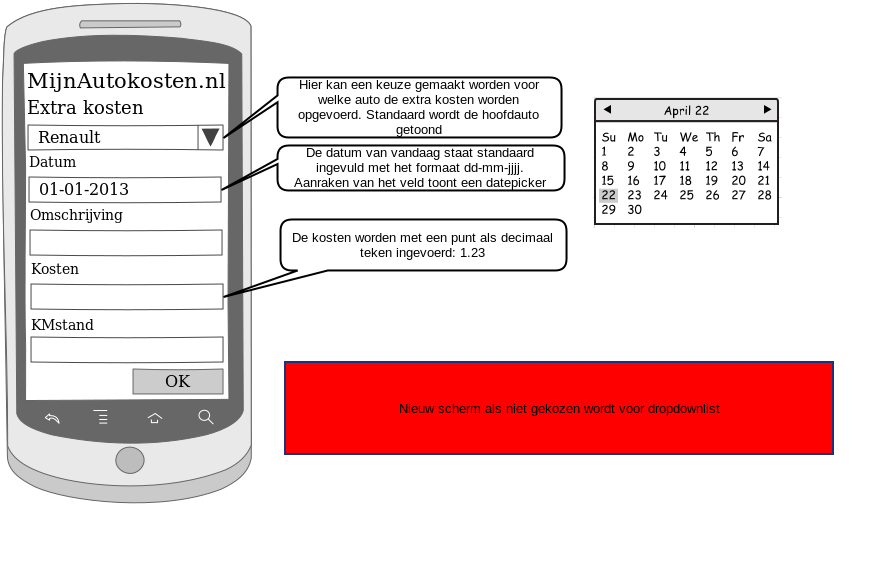 MijnAutokosten.nl
Extra kosten
Renault
Datum
01-01-2013
Omschrijving
Kosten
KMstand
OK
Hier kan een keuze gemaakt worden voor
welke auto de extra kosten worden
opgevoerd. Standaard wordt de hoofdauto
getoond
De datum van vandaag staat standaard
ingevuld met het formaat dd-mm-jjjj.
Aanraken van het veld toont een datepicker
De kosten worden met een punt als decimaal
teken ingevoerd: 1.23
April 22
Su Mo Tu We Th Fr Sa
1 2 3 4 5 6 7
8 9 10 11 12 13 14
15 16 17 18 19 20 21
22 23 24 25 26 27 28
29 30
Nieuw scherm als niet gekozen wordt voor dropdownlist